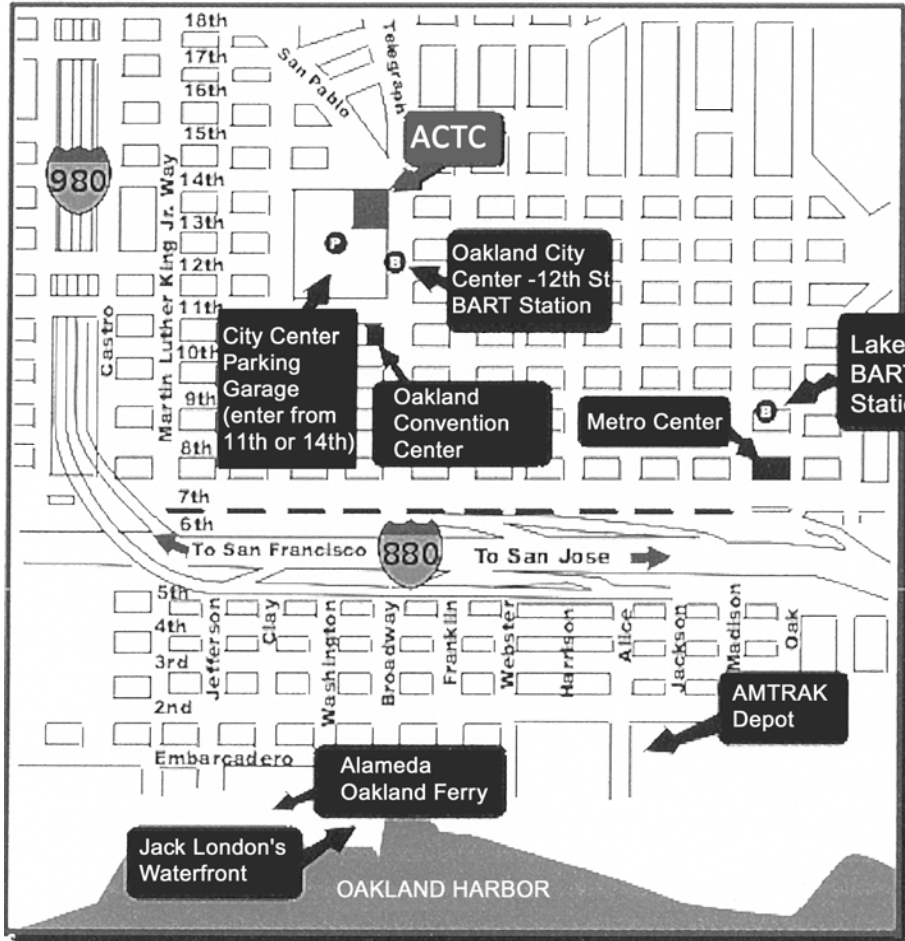 18th
17th
16th
15th
14th
13th
12th
11th
10th
9th
8th
7th
6th
5th
4th
3rd
2nd
San Pablo
Telegraph
ACTC
980
Martin Luther King Jr. Way
Castro
P
B
Oakland City
Center -12th St
BART Station
City Center
Parking
Garage
(enter from
11th or 14th)
Oakland
Convention
Center
Metro Center
B
Lake
BART
Statio
To San Francisco
880
To San Jose
Jefferson
Clay
Washington
Broadway
Franklin
Webster
Harrison
Alice
Jackson
Madison
Oak
AMTRAK
Depot
Embarcadero
Alameda
Oakland Ferry
Jack London's
Waterfront
OAKLAND HARBOR